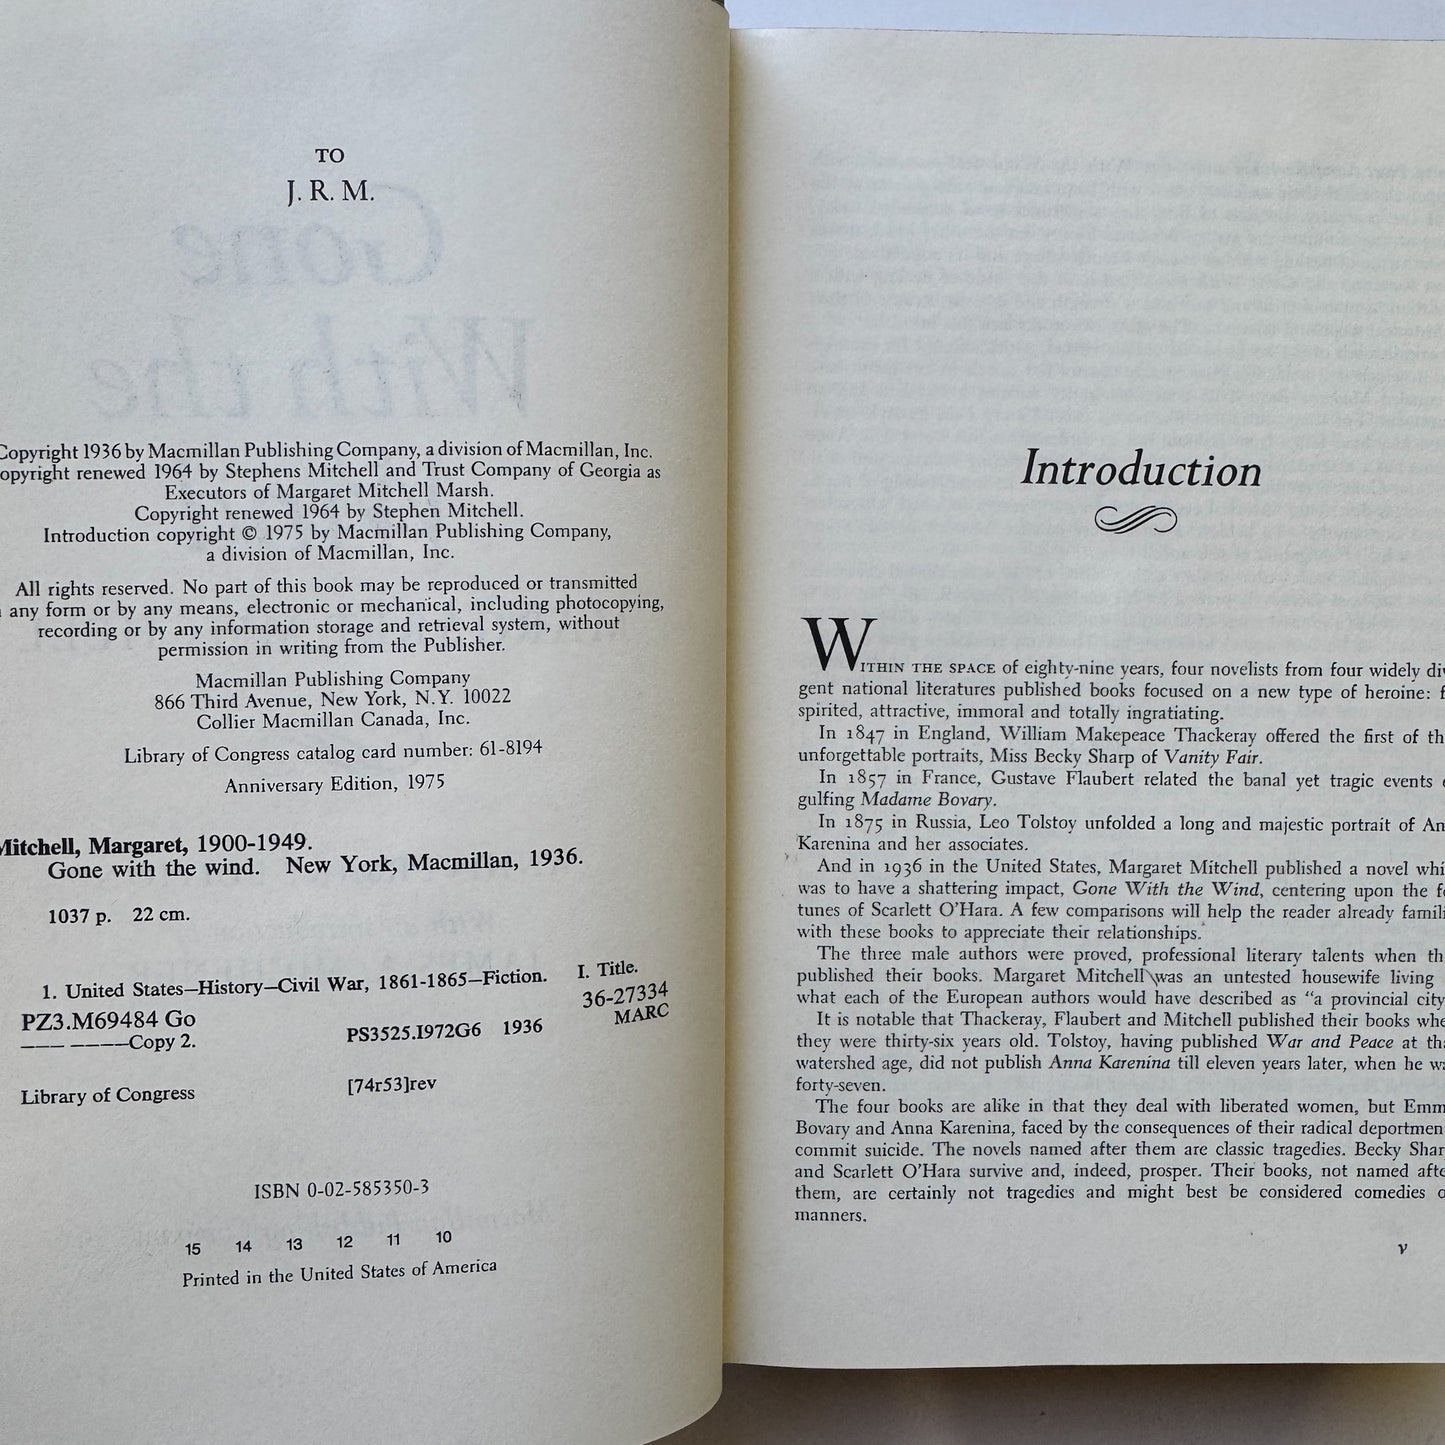 TO
J. R. M.
Copyright 1936 by Macmillan Publishing Company, a division of Macmillan, Inc.
opyright renewed 1964 by Stephens Mitchell and Trust Company of Georgia as
Executors of Margaret Mitchell Marsh.
Copyright renewed 1964 by Stephen Mitchell.
Introduction copyright © 1975 by Macmillan Publishing Company,
a division of Macmillan, Inc.
All rights reserved. No part of this book may be reproduced or transmitted
any form or by any means, electronic or mechanical, including photocopying,
recording or by any information storage and retrieval system, without
permission in writing from the Publisher.
Macmillan Publishing Company
866 Third Avenue, New York, N.Y. 10022
Collier Macmillan Canada, Inc.
Library of Congress catalog card number: 61-8194
Anniversary Edition, 1975
Mitchell, Margaret, 1900-1949.
Gone with the wind. New York, Macmillan, 1936.
1037 p. 22 cm.
1. United States—History—Civil War, 1861-1865—Fiction. I. Title.
PZ3.M69484 Go PS3525.I972G6 1936 36-27334
——— ————Copy 2. MARC
Library of Congress [74r53]rev
ISBN 0-02-585350-3
15 14 13 12 11 10
Printed in the United States of America
Introduction
WITHIN THE SPACE of eighty-nine years, four novelists from four widely div
gent national literatures published books focused on a new type of heroine: f
spirited, attractive, immoral and totally ingratiating.
In 1847 in England, William Makepeace Thackeray offered the first of th
unforgettable portraits, Miss Becky Sharp of Vanity Fair.
In 1857 in France, Gustave Flaubert related the banal yet tragic events e
gulfing Madame Bovary.
In 1875 in Russia, Leo Tolstoy unfolded a long and majestic portrait of An
Karenina and her associates.
And in 1936 in the United States, Margaret Mitchell published a novel whi
was to have a shattering impact, Gone With the Wind, centering upon the fo
tunes of Scarlett O'Hara. A few comparisons will help the reader already famili
with these books to appreciate their relationships.
The three male authors were proved, professional literary talents when th
published their books. Margaret Mitchell was an untested housewife living
what each of the European authors would have described as "a provincial city
It is notable that Thackeray, Flaubert and Mitchell published their books whe
they were thirty-six years old. Tolstoy, having published War and Peace at tha
watershed age, did not publish Anna Karenina till eleven years later, when he wa
forty-seven.
The four books are alike in that they deal with liberated women, but Emm
Bovary and Anna Karenina, faced by the consequences of their radical deportmen
commit suicide. The novels named after them are classic tragedies. Becky Shar
and Scarlett O'Hara survive and, indeed, prosper. Their books, not named afte
them, are certainly not tragedies and might best be considered comedies o
manners.
v